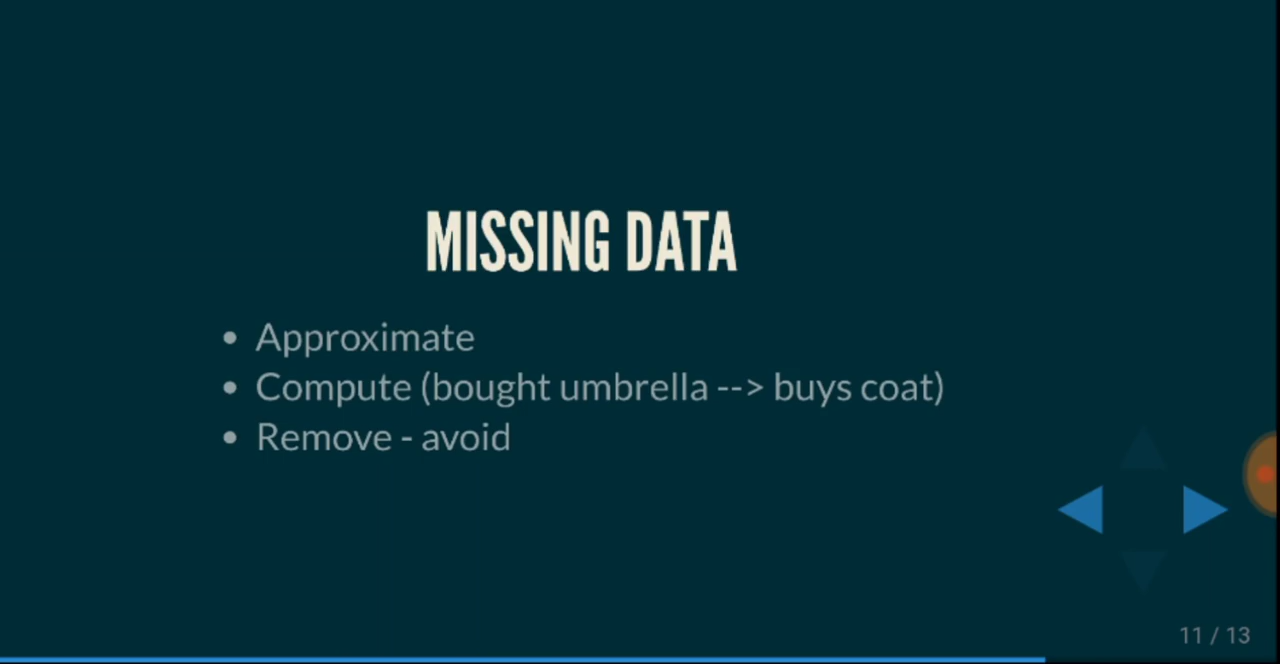 MISSING DATA
Approximate
Compute (bought umbrella --> buys coat)
Remove - avoid
11 / 13